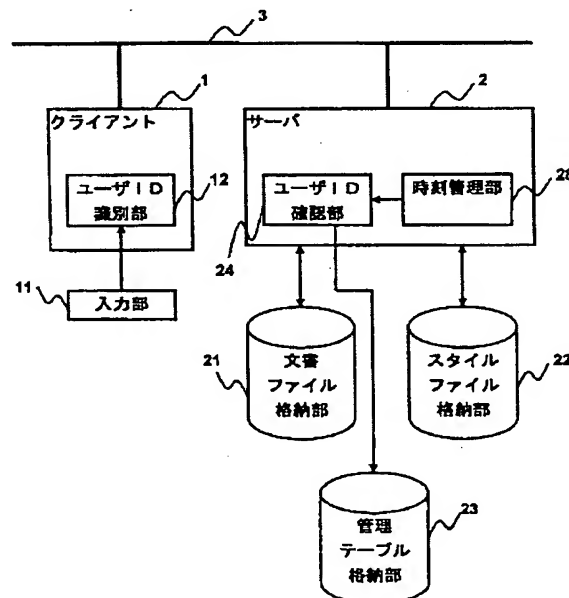 3
1
2
クライアント
サーバ
ユーザID
識別部
12
ユーザID
確認部
24
時刻管理部
28
11
入力部
21
文書
ファイル
格納部
スタイル
ファイル
格納部
22
管理
テーブル
格納部
23